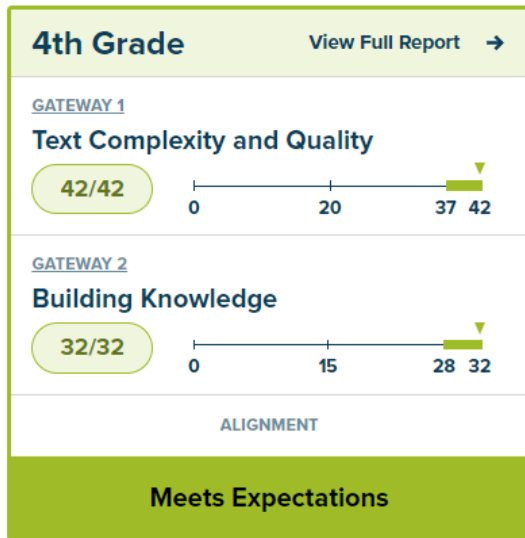 4th Grade View Full Report →
GATEWAY 1
Text Complexity and Quality
42/42
0 20 37 42
GATEWAY 2
Building Knowledge
32/32
0 15 28 32
ALIGNMENT
Meets Expectations